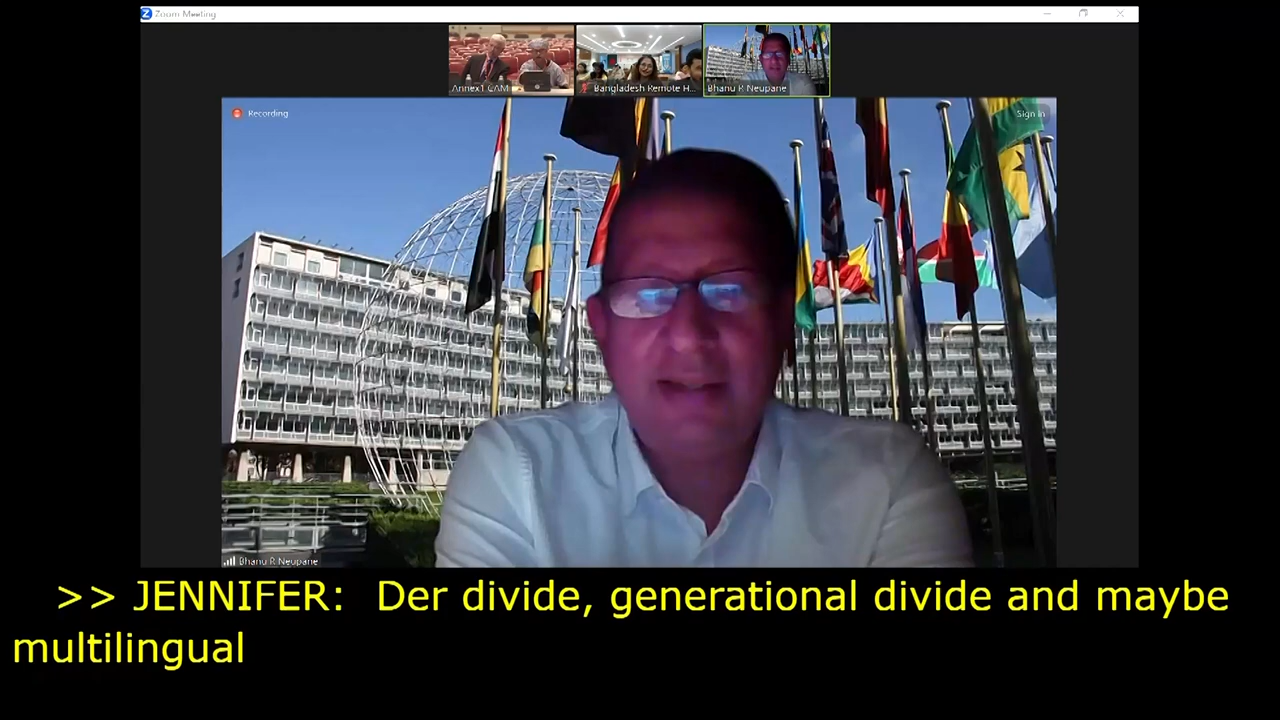 Zoom Meeting
Annex1 CAM
Bangladesh Remote H...
Bhanu R Neupane
Recording
Sign in
Bhanu R Neupane
>> JENNIFER:  Der divide, generational divide and maybe
multilingual